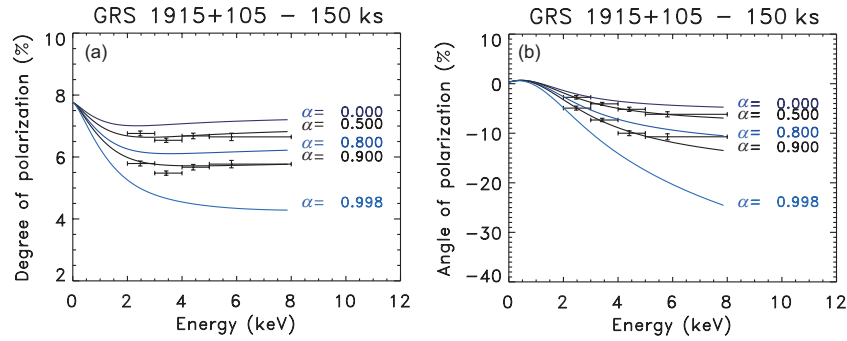 GRS 1915+105 − 150 ks
(a)
Degree of polarization (%)
10
8
6
4
2
α= 0.000
α= 0.500
α= 0.800
α= 0.900
α= 0.998
0 2 4 6 8 10 12
Energy (keV)
GRS 1915+105 − 150 ks
(b)
Angle of polarization (%)
10
0
−10
−20
−30
−40
α= 0.000
α= 0.500
α= 0.800
α= 0.900
α= 0.998
0 2 4 6 8 10 12
Energy (keV)